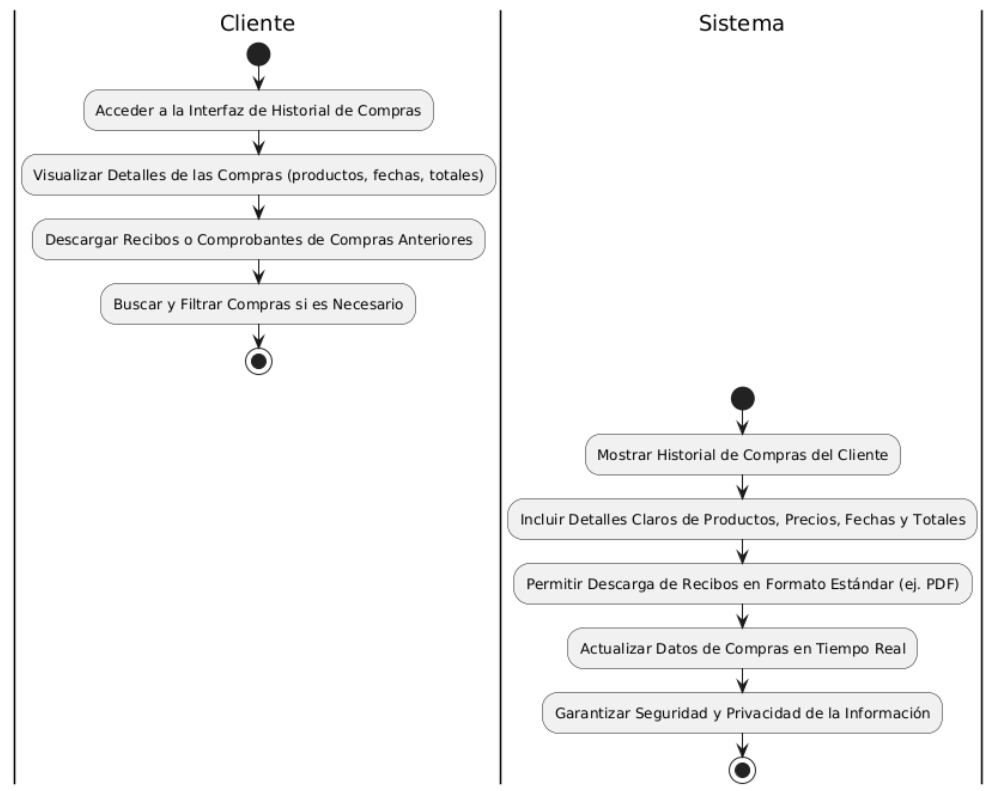 Cliente
Sistema
Acceder a la Interfaz de Historial de Compras
Visualizar Detalles de las Compras (productos, fechas, totales)
Descargar Recibos o Comprobantes de Compras Anteriores
Buscar y Filtrar Compras si es Necesario
Mostrar Historial de Compras del Cliente
Incluir Detalles Claros de Productos, Precios, Fechas y Totales
Permitir Descarga de Recibos en Formato Estándar (ej. PDF)
Actualizar Datos de Compras en Tiempo Real
Garantizar Seguridad y Privacidad de la Información